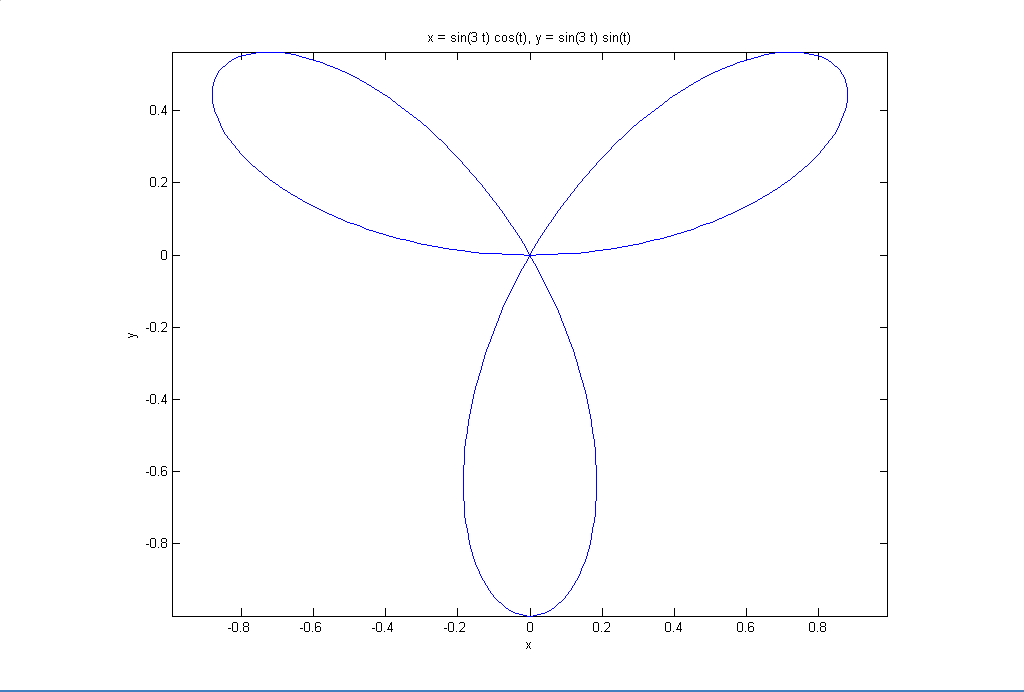 x = sin(3 t) cos(t), y = sin(3 t) sin(t)
0.4
0.2
0
-0.2
-0.4
-0.6
-0.8
y
-0.8 -0.6 -0.4 -0.2 0 0.2 0.4 0.6 0.8
x